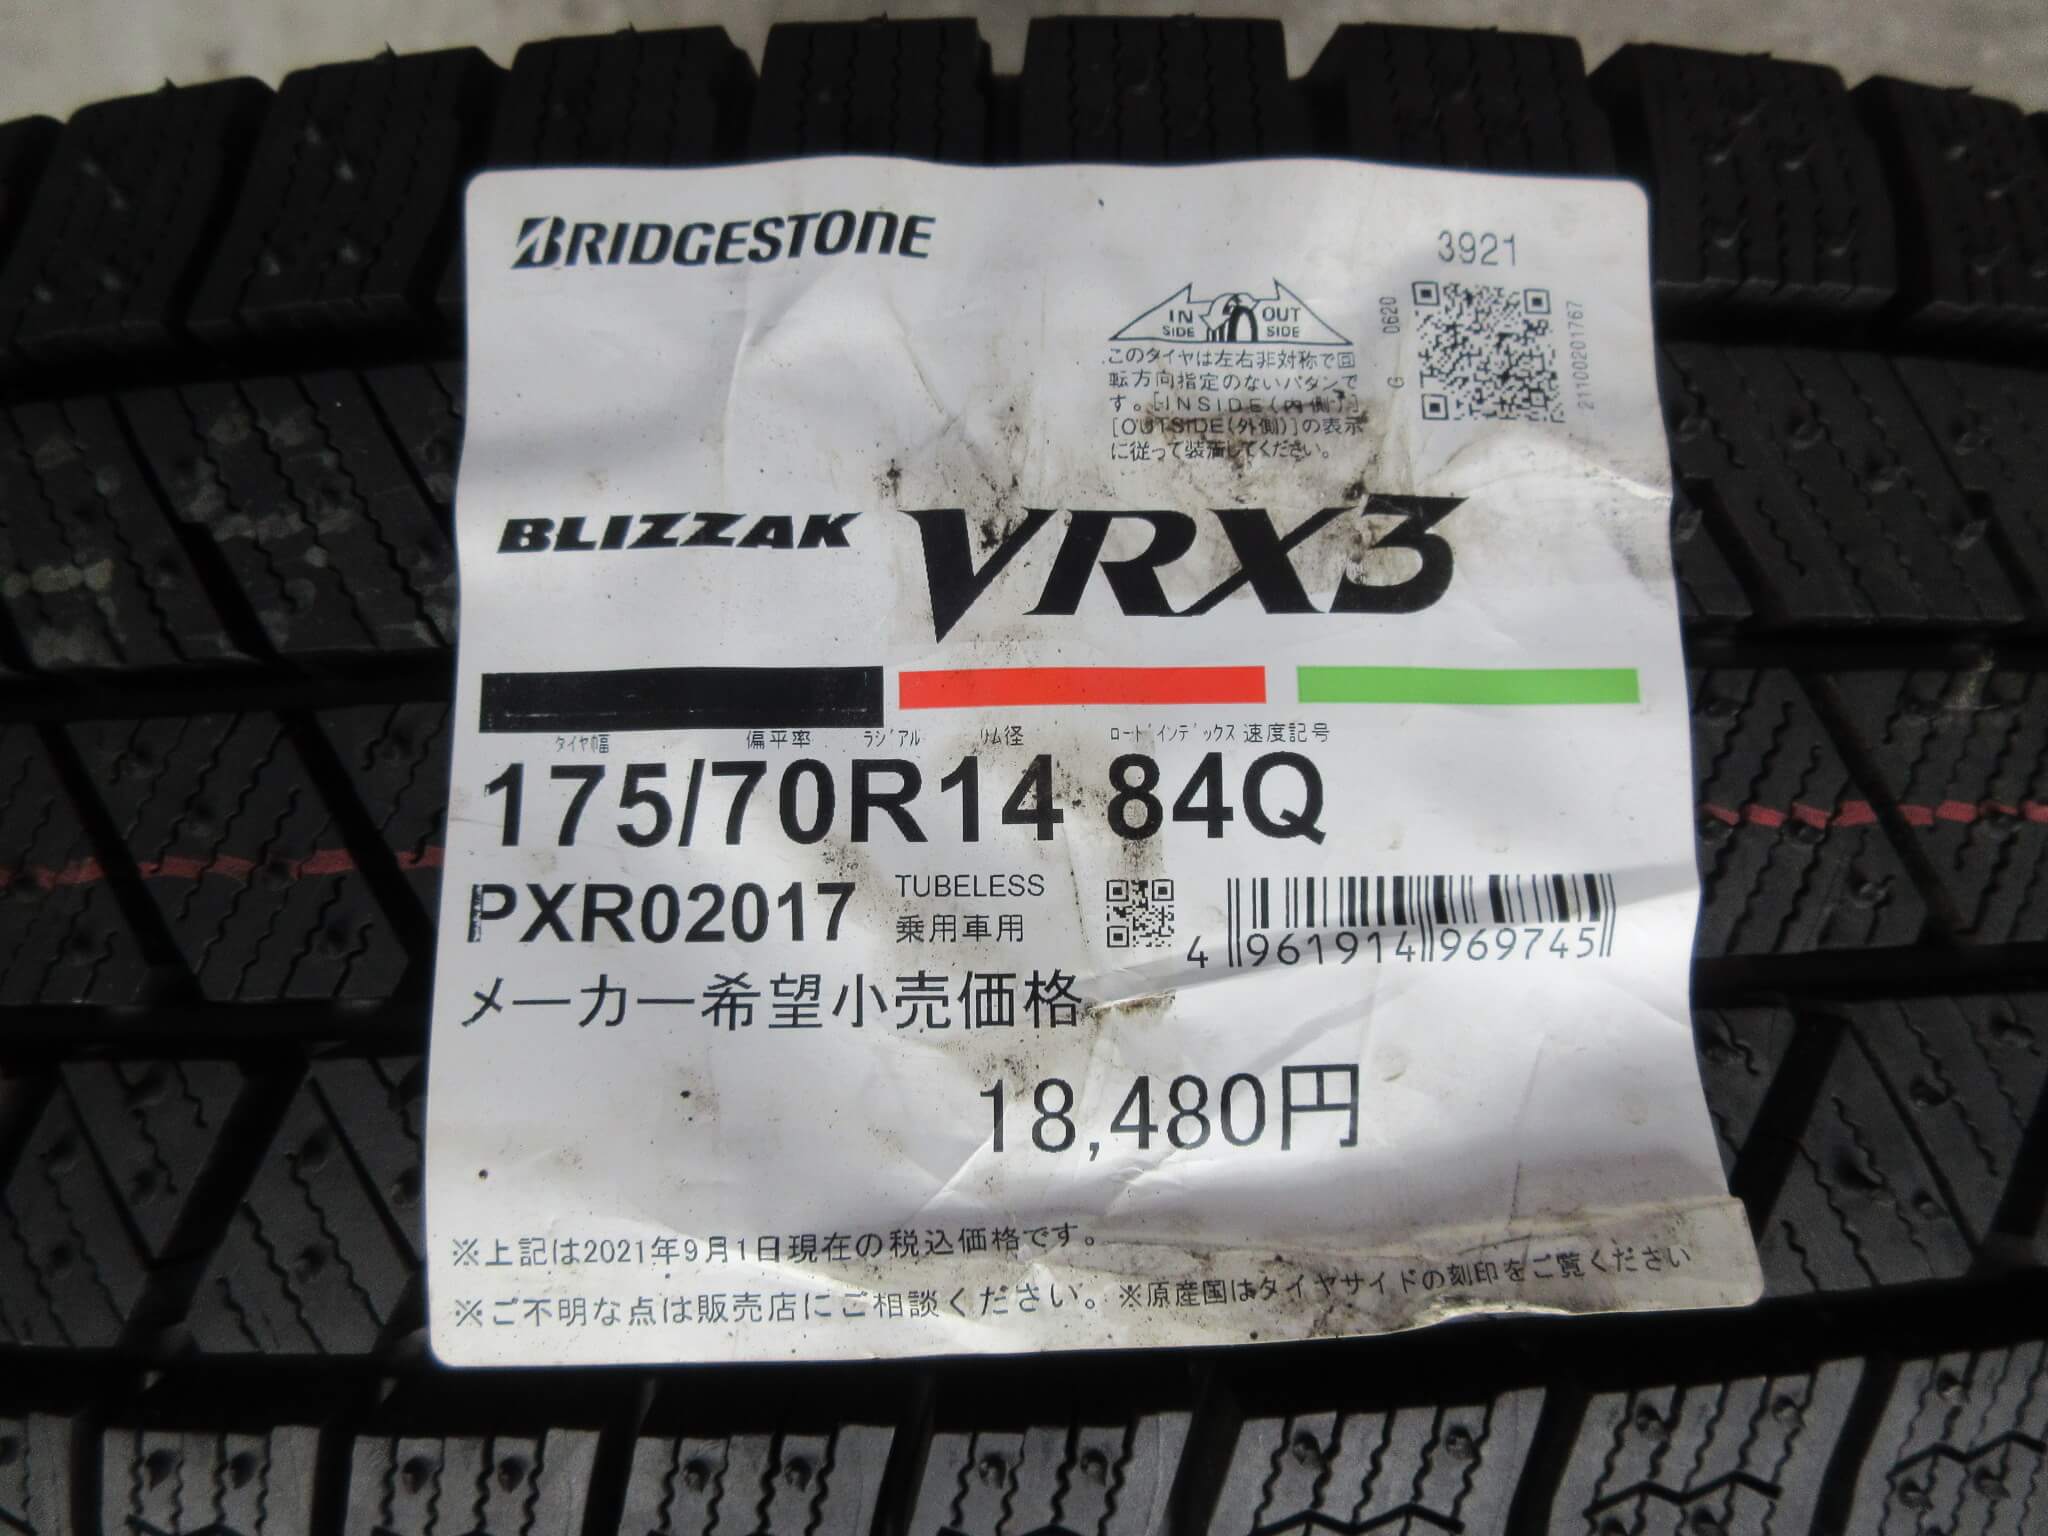 BRIDGESTONE
3921
IN SIDE OUT SIDE
D620
G
21100201767
このタイヤは左右非対称で回
転方向指定のないパタンで
す。[INSIDE(内側)]
[OUTSIDE(外側)]の表示
に従って装着してください。
BLIZZAK VRX3
タイヤ幅 偏平率 ラジアル リム径 ロードインデックス 速度記号
175/70R14 84Q
PXR02017
TUBELESS
乗用車用
4 961914 969745
メーカー希望小売価格
18,480円
※上記は2021年9月1日現在の税込価格です。
※ご不明な点は販売店にご相談ください。※原産国はタイヤサイドの刻印をご覧ください